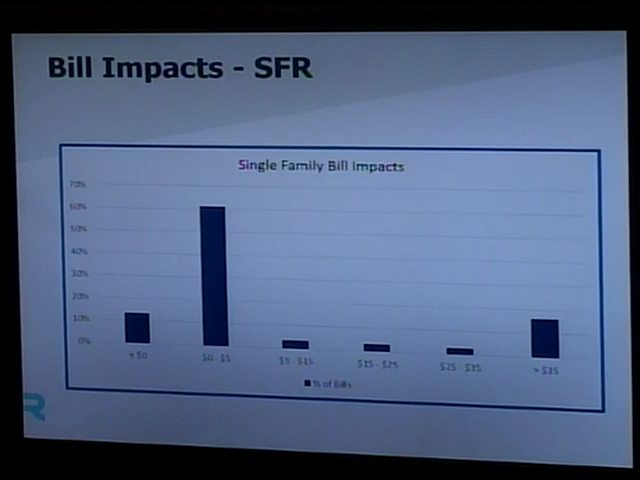 Bill Impacts - SFR
Single Family Bill Impacts
70%
60%
50%
40%
30%
20%
10%
0%
$0 - $5
$5 - $15
$15 - $25
$25 - $35
> $35
% of Bills
R